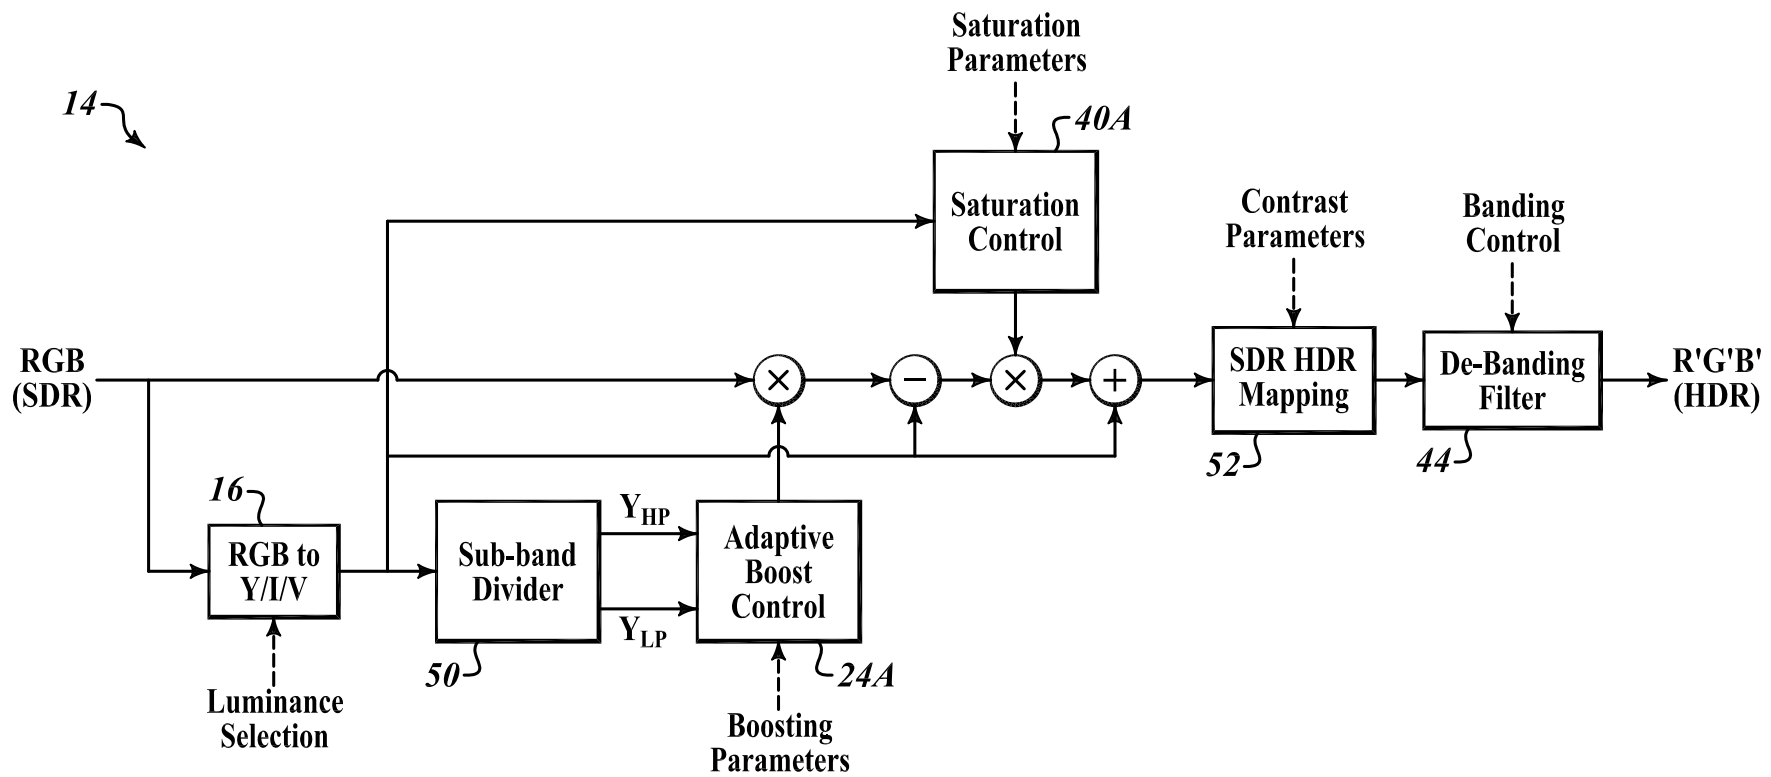 Saturation
Parameters
14
40A
Saturation
Control
Contrast
Parameters
Banding
Control
RGB
(SDR)
×
−
×
+
SDR HDR
Mapping
De-Banding
Filter
R'G'B'
(HDR)
52
44
16
RGB to
Y/I/V
Sub-band
Divider
YHP
YLP
Adaptive
Boost
Control
50
24A
Luminance
Selection
Boosting
Parameters